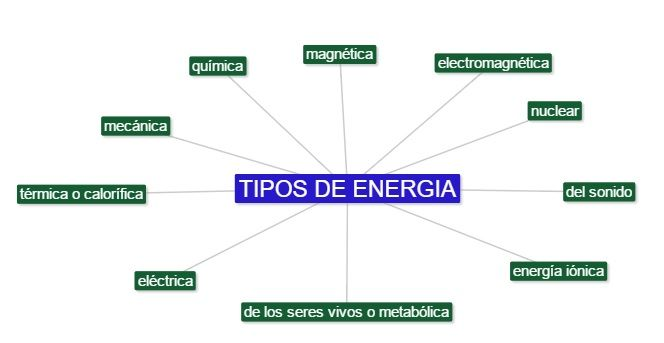 magnética
electromagnética
química
nuclear
mecánica
TIPOS DE ENERGIA
térmica o calorífica
del sonido
energía iónica
eléctrica
de los seres vivos o metabólica